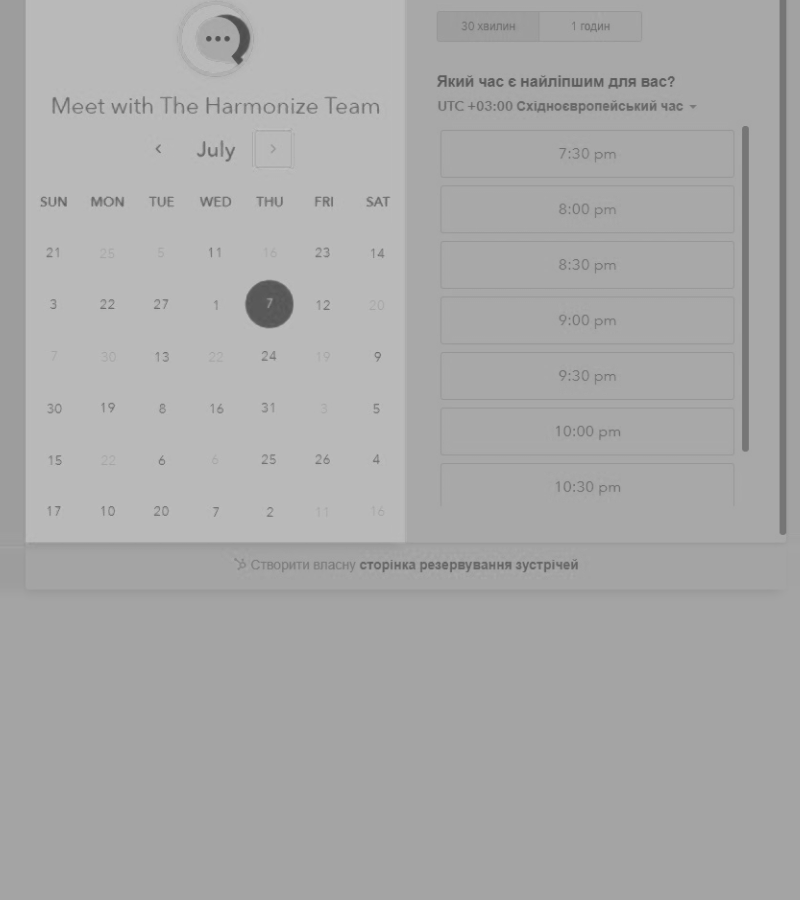 Meet with The Harmonize Team
July
SUN MON TUE WED THU FRI SAT
21 25 5 11 16 23 14
3 22 27 1 7 12 20
7 30 13 22 24 19 9
30 19 8 16 31 3 5
15 22 6 6 25 26 4
17 10 20 7 2 11 16
30 хвилин 1 годин
Який час є найліпшим для вас?
UTC +03:00 Східноєвропейський час
7:30 pm
8:00 pm
8:30 pm
9:00 pm
9:30 pm
10:00 pm
10:30 pm
Створити власну сторінка резервування зустрічей